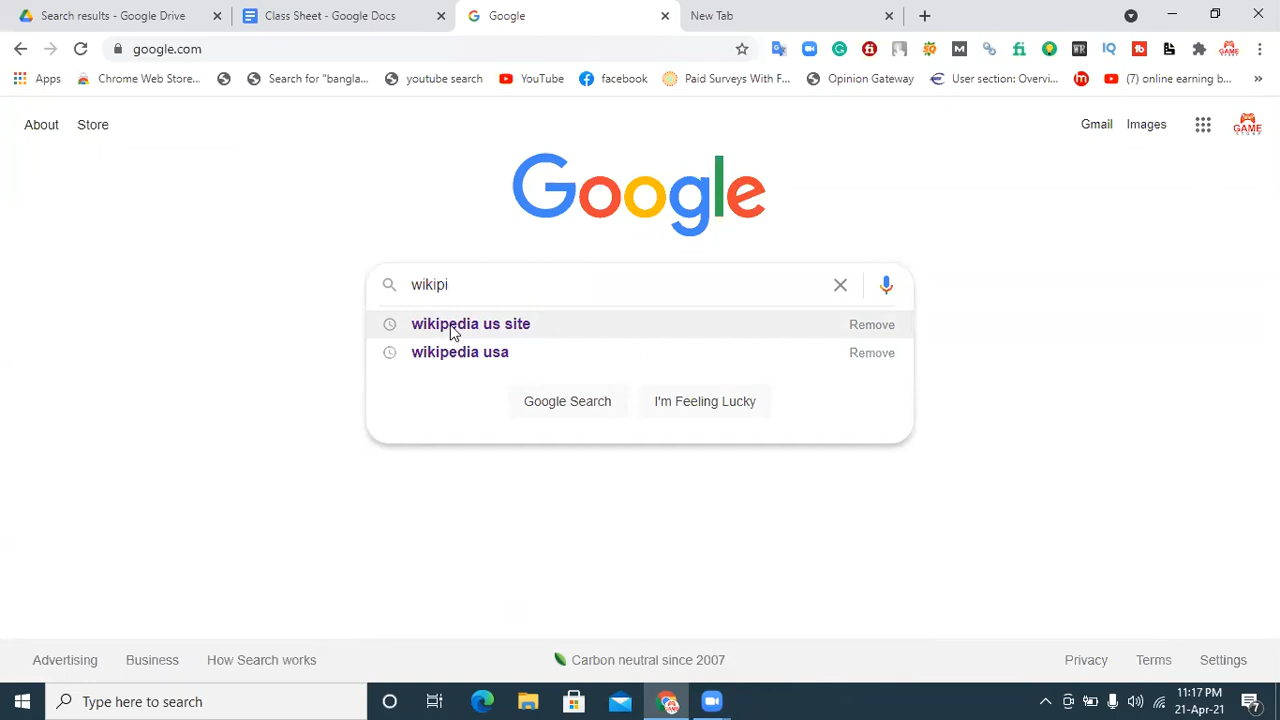 Search results - Google Drive
Class Sheet - Google Docs
Google
New Tab
google.com
Apps
Chrome Web Store...
Search for "bangla...
youtube search
YouTube
facebook
Paid Surveys With F...
Opinion Gateway
User section: Overvi...
(7) online earning b...
About
Store
Gmail
Images
GAME
Google
wikipi
wikipedia us site
Remove
wikipedia usa
Remove
Google Search
I'm Feeling Lucky
Advertising
Business
How Search works
Carbon neutral since 2007
Privacy
Terms
Settings
Type here to search
11:17 PM
21-Apr-21
7